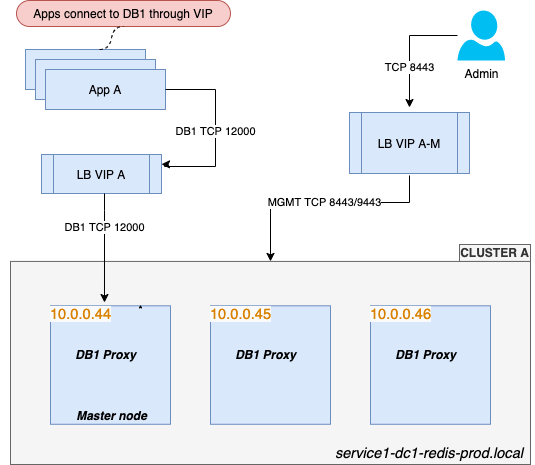 Apps connect to DB1 through VIP
Admin
TCP 8443
App A
DB1 TCP 12000
LB VIP A-M
LB VIP A
MGMT TCP 8443/9443
DB1 TCP 12000
CLUSTER A
10.0.0.44
*
10.0.0.45
10.0.0.46
DB1 Proxy
DB1 Proxy
DB1 Proxy
Master node
service1-dc1-redis-prod.local